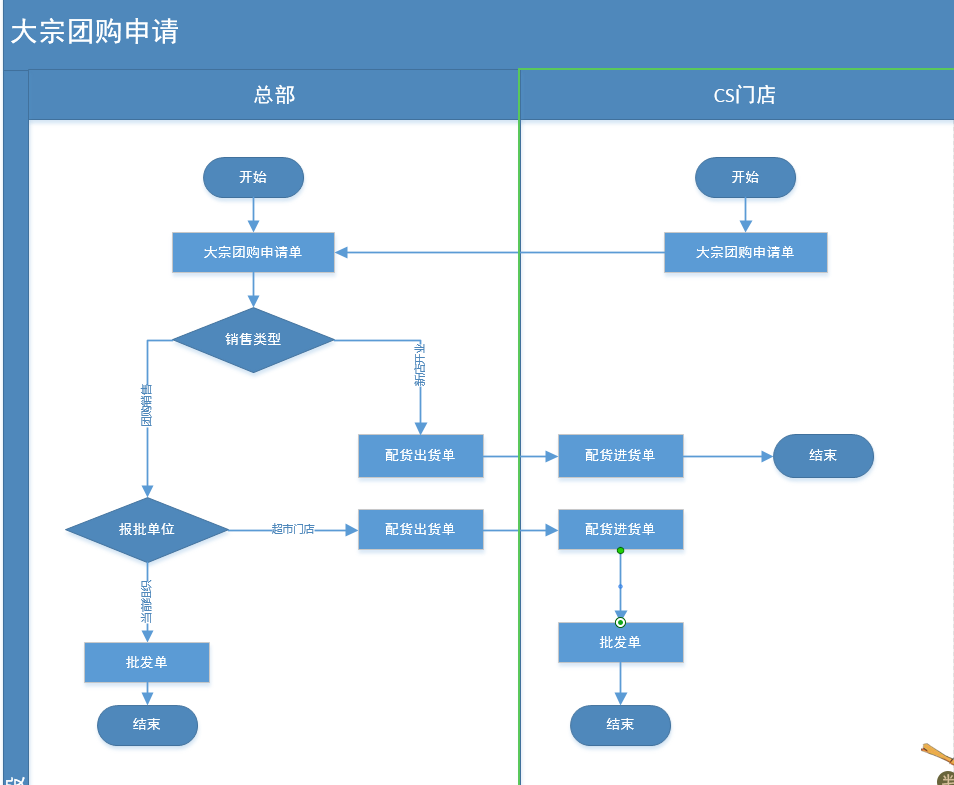 大宗团购申请
总部
CS门店
开始
开始
大宗团购申请单
大宗团购申请单
销售类型
新店开业
团购销售
配货出货单
配货进货单
结束
报批单位
超市门店
配货出货单
配货进货单
当前组织
批发单
批发单
结束
结束